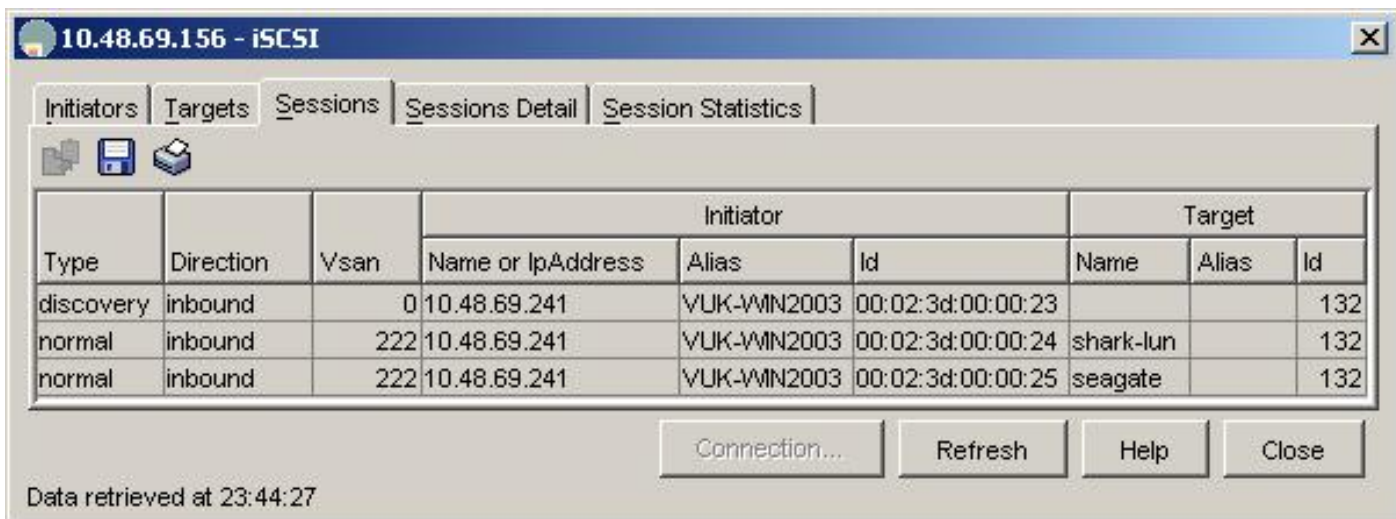 10.48.69.156 - iSCSI
Initiators Targets Sessions Sessions Detail Session Statistics
Initiator Target
Type Direction Vsan Name or IpAddress Alias Id Name Alias Id
discovery inbound 0 10.48.69.241 VUK-WIN2003 00:02:3d:00:00:23 132
normal inbound 222 10.48.69.241 VUK-WIN2003 00:02:3d:00:00:24 shark-lun 132
normal inbound 222 10.48.69.241 VUK-WIN2003 00:02:3d:00:00:25 seagate 132
Connection... Refresh Help Close
Data retrieved at 23:44:27